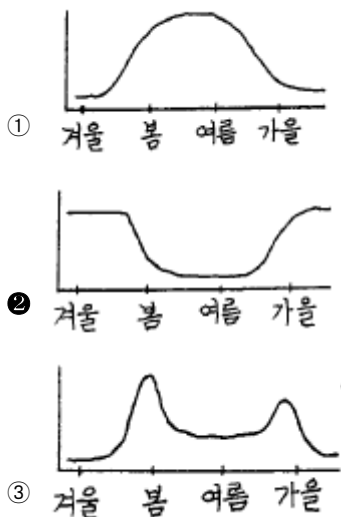 ① 겨울 봄 여름 가을
❷ 겨울 봄 여름 가을
③ 겨울 봄 여름 가을